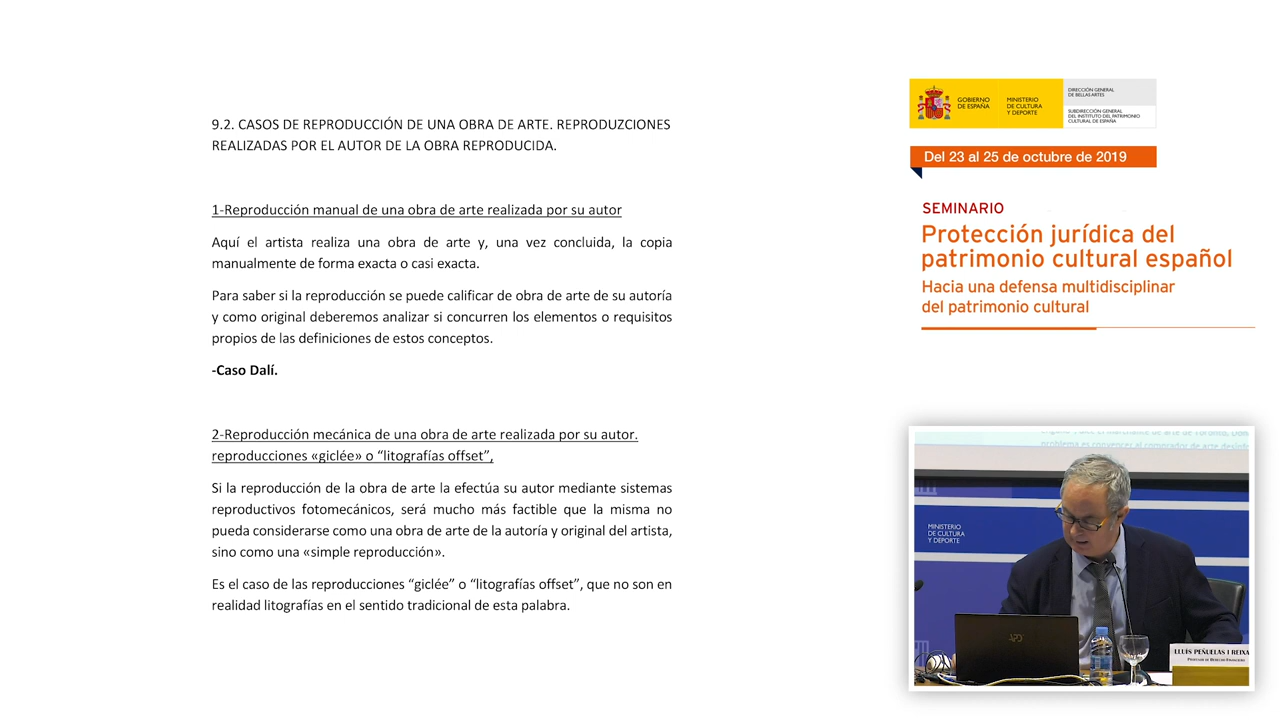 9.2. CASOS DE REPRODUCCIÓN DE UNA OBRA DE ARTE. REPRODUZCIONES
REALIZADAS POR EL AUTOR DE LA OBRA REPRODUCIDA.
1-Reproducción manual de una obra de arte realizada por su autor
Aquí el artista realiza una obra de arte y, una vez concluida, la copia
manualmente de forma exacta o casi exacta.
Para saber si la reproducción se puede calificar de obra de arte de su autoría
y como original deberemos analizar si concurren los elementos o requisitos
propios de las definiciones de estos conceptos.
-Caso Dalí.
2-Reproducción mecánica de una obra de arte realizada por su autor.
reproducciones «giclée» o “litografías offset”,
Si la reproducción de la obra de arte la efectúa su autor mediante sistemas
reproductivos fotomecánicos, será mucho más factible que la misma no
pueda considerarse como una obra de arte de la autoría y original del artista,
sino como una «simple reproducción».
Es el caso de las reproducciones “giclée” o “litografías offset”, que no son en
realidad litografías en el sentido tradicional de esta palabra.
GOBIERNO
DE ESPAÑA
MINISTERIO
DE CULTURA
Y DEPORTE
DIRECCIÓN GENERAL
DE BELLAS ARTES
SUBDIRECCIÓN GENERAL
DEL INSTITUTO DEL PATRIMONIO
CULTURAL DE ESPAÑA
Del 23 al 25 de octubre de 2019
SEMINARIO
Protección jurídica del
patrimonio cultural español
Hacia una defensa multidisciplinar
del patrimonio cultural
MINISTERIO
DE CULTURA
Y DEPORTE
LLUÍS PEÑUELAS I REIXA